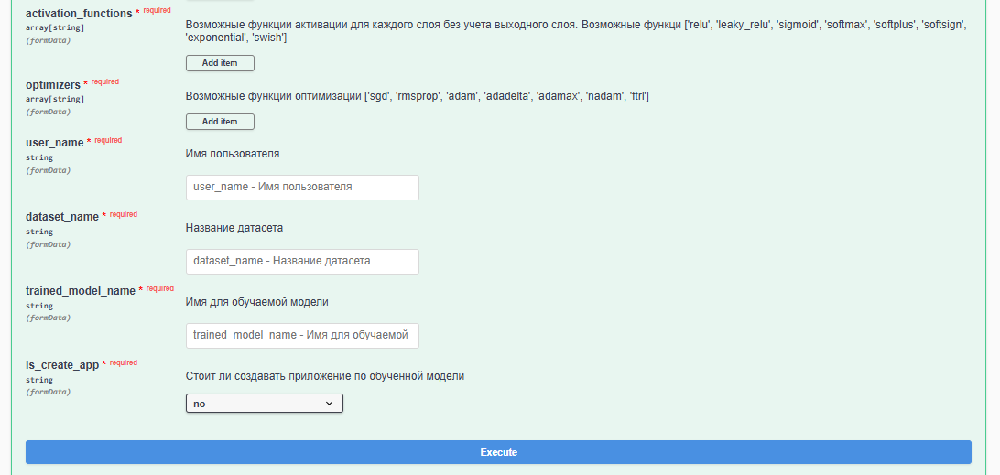 activation_functions * required
array[string]
(formData)
Возможные функции активации для каждого слоя без учета выходного слоя. Возможные функци ['relu', 'leaky_relu', 'sigmoid', 'softmax', 'softplus', 'softsign',
'exponential', 'swish']
Add item
optimizers * required
array[string]
(formData)
Возможные функции оптимизации ['sgd', 'rmsprop', 'adam', 'adadelta', 'adamax', 'nadam', 'ftrl']
Add item
user_name * required
string
(formData)
Имя пользователя
user_name - Имя пользователя
dataset_name * required
string
(formData)
Название датасета
dataset_name - Название датасета
trained_model_name * required
string
(formData)
Имя для обучаемой модели
trained_model_name - Имя для обучаемой
is_create_app * required
string
(formData)
Стоит ли создавать приложение по обученной модели
no
Execute